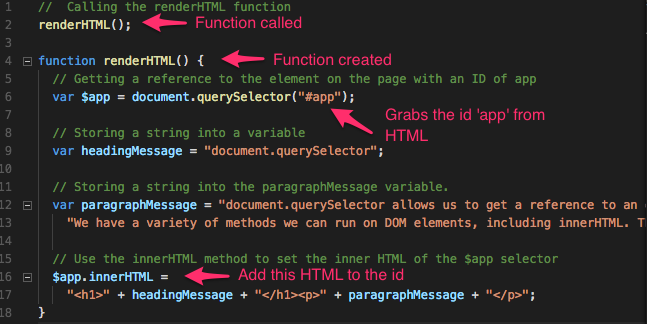 1 // Calling the renderHTML function
2 renderHTML(); Function called
3
4 function renderHTML() { Function created
5 // Getting a reference to the element on the page with an ID of app
6 var $app = document.querySelector("#app");
7 Grabs the id 'app' from
HTML
8 // Storing a string into a variable
9 var headingMessage = "document.querySelector";
10
11 // Storing a string into the paragraphMessage variable.
12 var paragraphMessage = "document.querySelector allows us to get a reference to an
13 "We have a variety of methods we can run on DOM elements, including innerHTML.
14
15 // Use the innerHTML method to set the inner HTML of the $app selector
16 $app.innerHTML = Add this HTML to the id
17 "<h1>" + headingMessage + "</h1><p>" + paragraphMessage + "</p>";
18 }